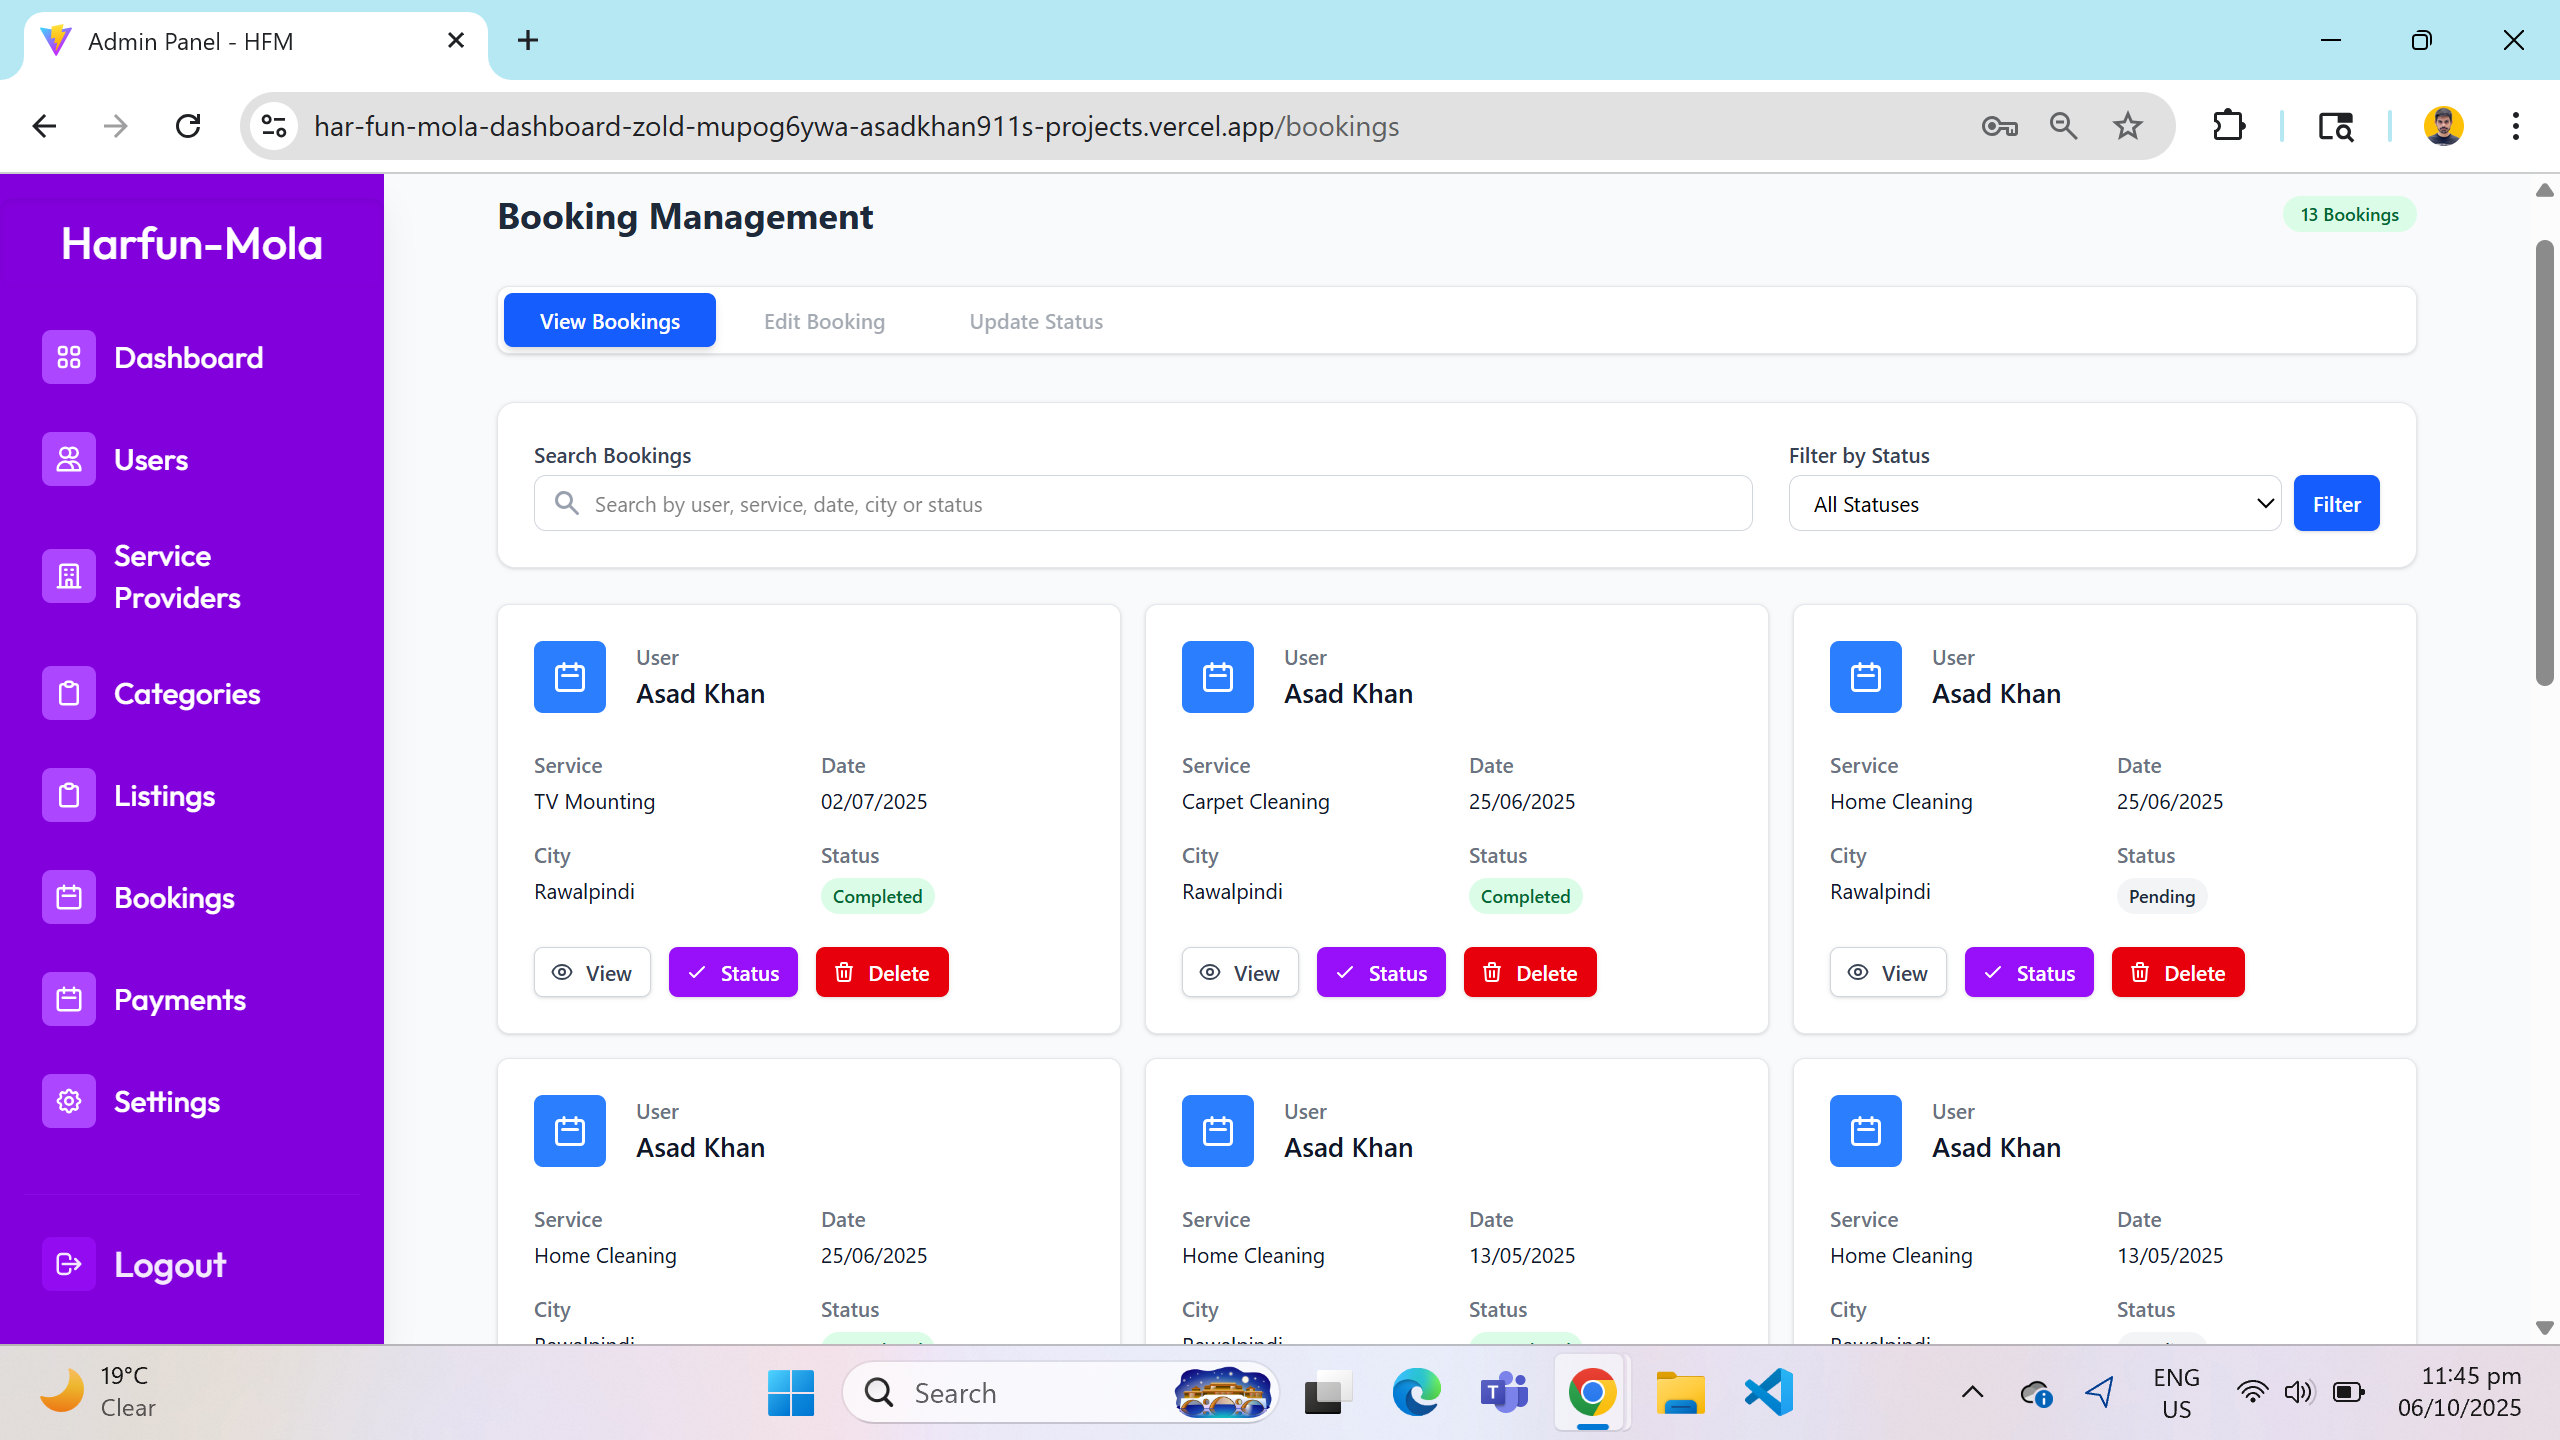 Admin Panel - HFM
har-fun-mola-dashboard-zold-mupog6ywa-asadkhan911s-projects.vercel.app/bookings
Harfun-Mola
Dashboard
Users
Service
Providers
Categories
Listings
Bookings
Payments
Settings
Logout
Booking Management
13 Bookings
View Bookings
Edit Booking
Update Status
Search Bookings
Search by user, service, date, city or status
Filter by Status
All Statuses
Filter
User
Asad Khan
Service
TV Mounting
Date
02/07/2025
City
Rawalpindi
Status
Completed
View
Status
Delete
User
Asad Khan
Service
Carpet Cleaning
Date
25/06/2025
City
Rawalpindi
Status
Completed
View
Status
Delete
User
Asad Khan
Service
Home Cleaning
Date
25/06/2025
City
Rawalpindi
Status
Pending
View
Status
Delete
User
Asad Khan
Service
Home Cleaning
Date
25/06/2025
City
Rawalpindi
Status
User
Asad Khan
Service
Home Cleaning
Date
13/05/2025
City
Rawalpindi
Status
User
Asad Khan
Service
Home Cleaning
Date
13/05/2025
City
Rawalpindi
Status
19°C
Clear
Search
ENG
US
11:45 pm
06/10/2025